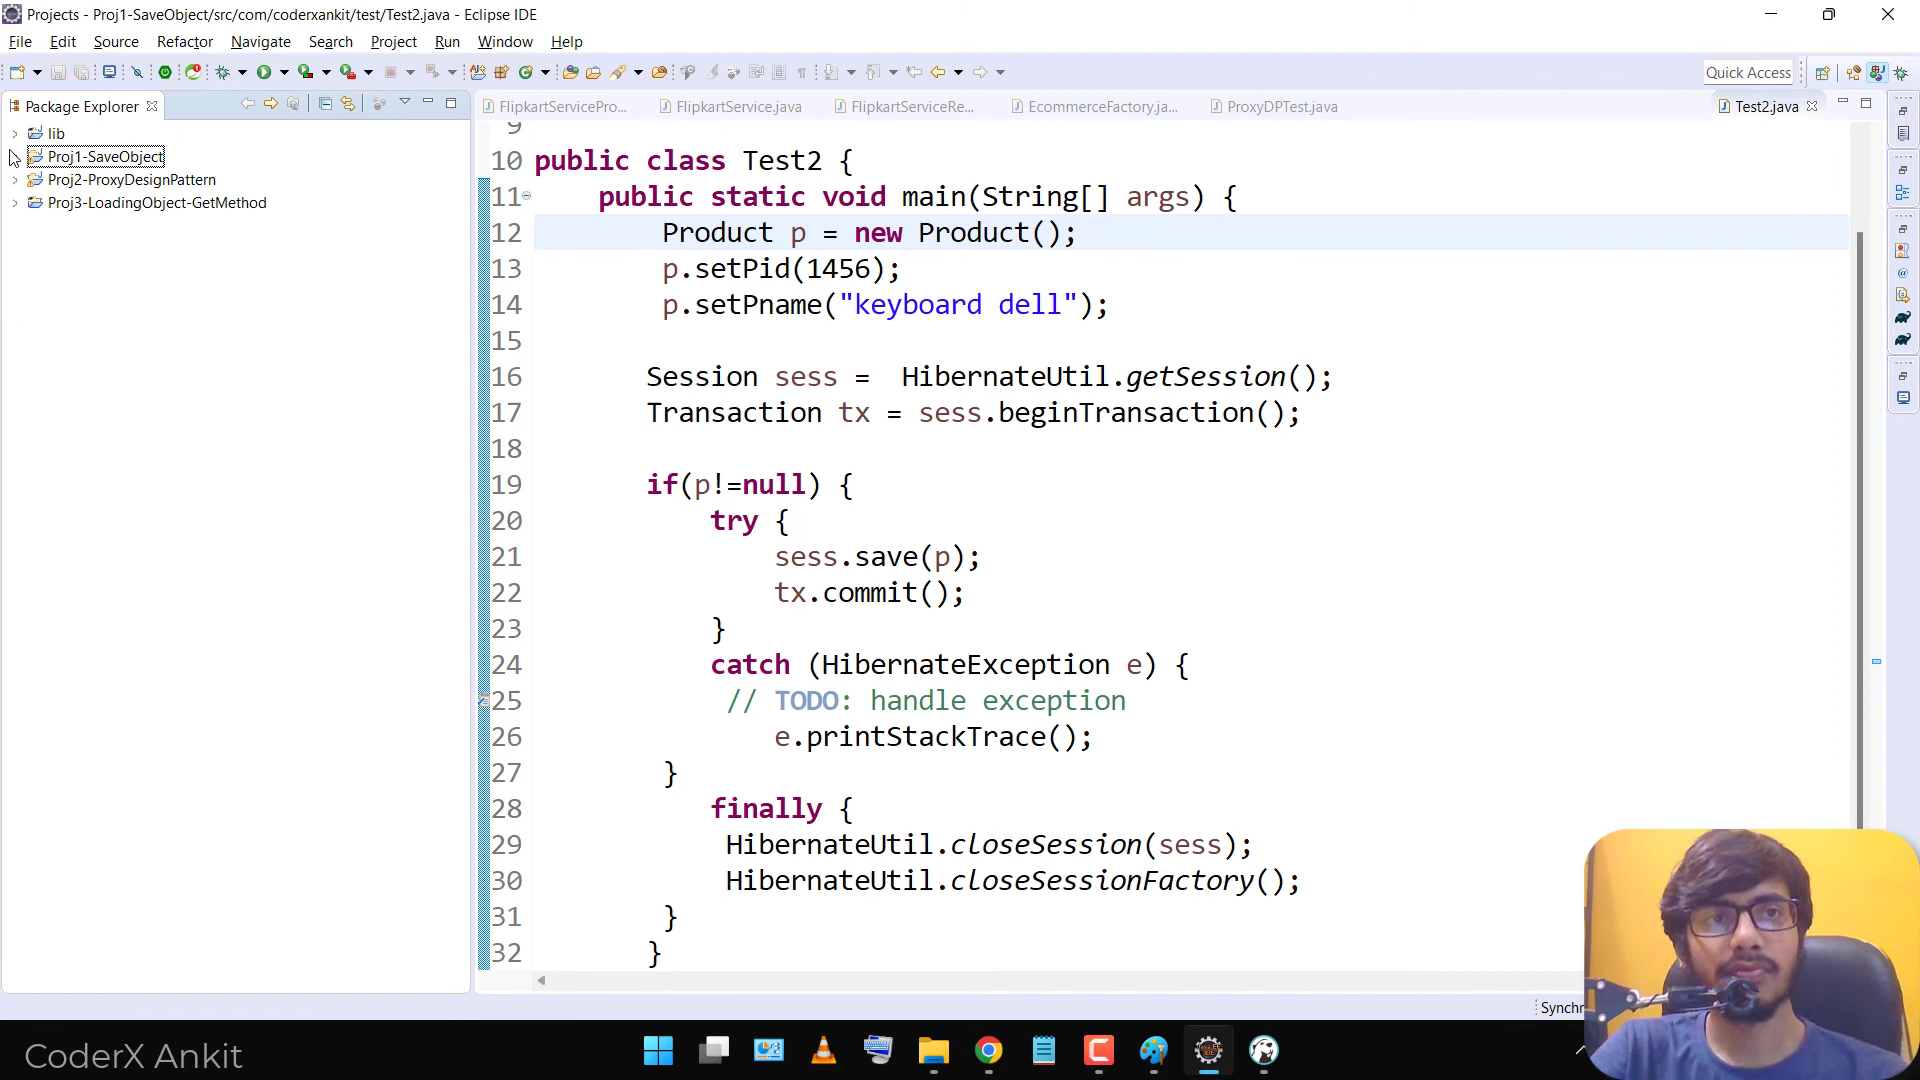 Projects - Proj1-SaveObject/src/com/coderxankit/test/Test2.java - Eclipse IDE
File Edit Source Refactor Navigate Search Project Run Window Help
Quick Access
Package Explorer
FlipkartServicePro...
FlipkartService.java
FlipkartServiceRe...
EcommerceFactory.ja...
ProxyDPTest.java
Test2.java
lib
Proj1-SaveObject
Proj2-ProxyDesignPattern
Proj3-LoadingObject-GetMethod
9
10 public class Test2 {
11 public static void main(String[] args) {
12 Product p = new Product();
13 p.setPid(1456);
14 p.setPname("keyboard dell");
15
16 Session sess = HibernateUtil.getSession();
17 Transaction tx = sess.beginTransaction();
18
19 if(p!=null) {
20 try {
21 sess.save(p);
22 tx.commit();
23 }
24 catch (HibernateException e) {
25 // TODO: handle exception
26 e.printStackTrace();
27 }
28 finally {
29 HibernateUtil.closeSession(sess);
30 HibernateUtil.closeSessionFactory();
31 }
32 }
Synchr
CoderX Ankit